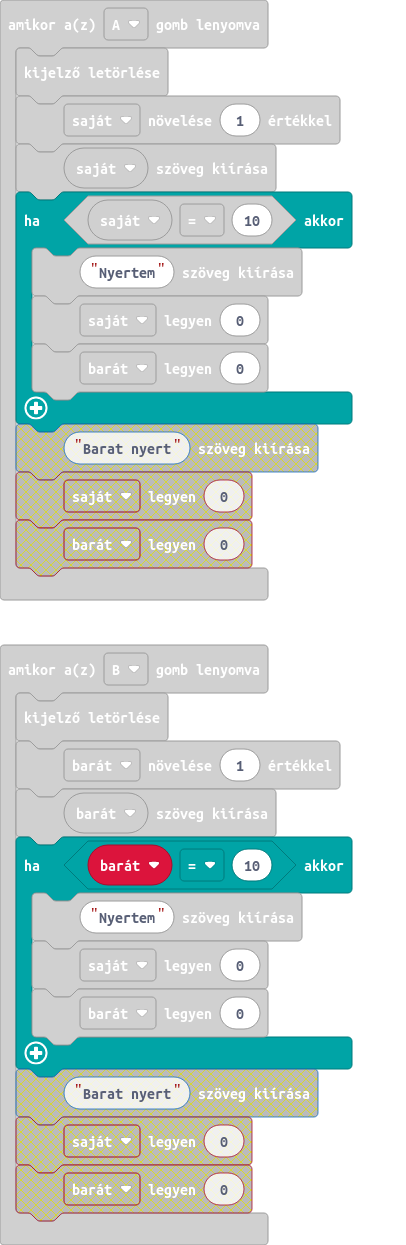 amikor a(z) A gomb lenyomva
kijelző letörlése
saját növelése 1 értékkel
saját szöveg kiírása
ha saját = 10 akkor
"Nyertem" szöveg kiírása
saját legyen 0
barát legyen 0
"Barat nyert" szöveg kiírása
saját legyen 0
barát legyen 0
amikor a(z) B gomb lenyomva
kijelző letörlése
barát növelése 1 értékkel
barát szöveg kiírása
ha barát = 10 akkor
"Nyertem" szöveg kiírása
saját legyen 0
barát legyen 0
"Barat nyert" szöveg kiírása
saját legyen 0
barát legyen 0